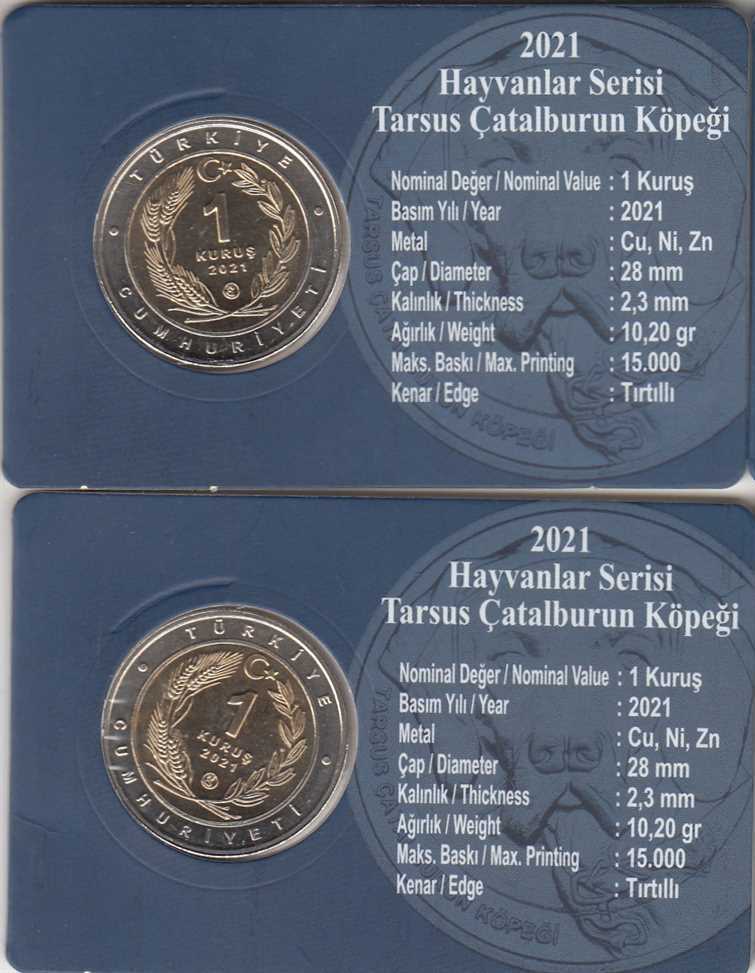 2021
Hayvanlar Serisi
Tarsus Çatalburun Köpeği
Nominal Değer / Nominal Value : 1 Kuruş
Basım Yılı / Year : 2021
Metal : Cu, Ni, Zn
Çap / Diameter : 28 mm
Kalınlık / Thickness : 2,3 mm
Ağırlık / Weight : 10,20 gr
Maks. Baskı / Max. Printing : 15.000
Kenar / Edge : Tırtıllı
TÜRKİYE
CUMHURİYETİ
1
KURUŞ
2021
TARSUS ÇATALBURUN KÖPEĞİ
2021
Hayvanlar Serisi
Tarsus Çatalburun Köpeği
Nominal Değer / Nominal Value : 1 Kuruş
Basım Yılı / Year : 2021
Metal : Cu, Ni, Zn
Çap / Diameter : 28 mm
Kalınlık / Thickness : 2,3 mm
Ağırlık / Weight : 10,20 gr
Maks. Baskı / Max. Printing : 15.000
Kenar / Edge : Tırtıllı
TÜRKİYE
CUMHURİYETİ
1
KURUŞ
2021
TARSUS
KÖPEĞİ